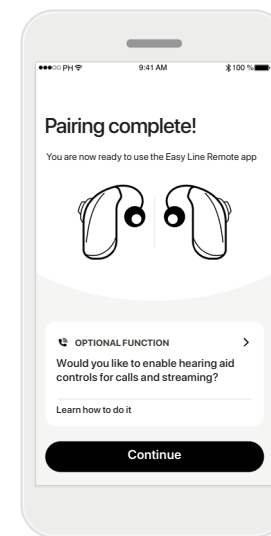 PH 9:41 AM 100 %
Pairing complete!
You are now ready to use the Easy Line Remote app
OPTIONAL FUNCTION
Would you like to enable hearing aid
controls for calls and streaming?
Learn how to do it
Continue